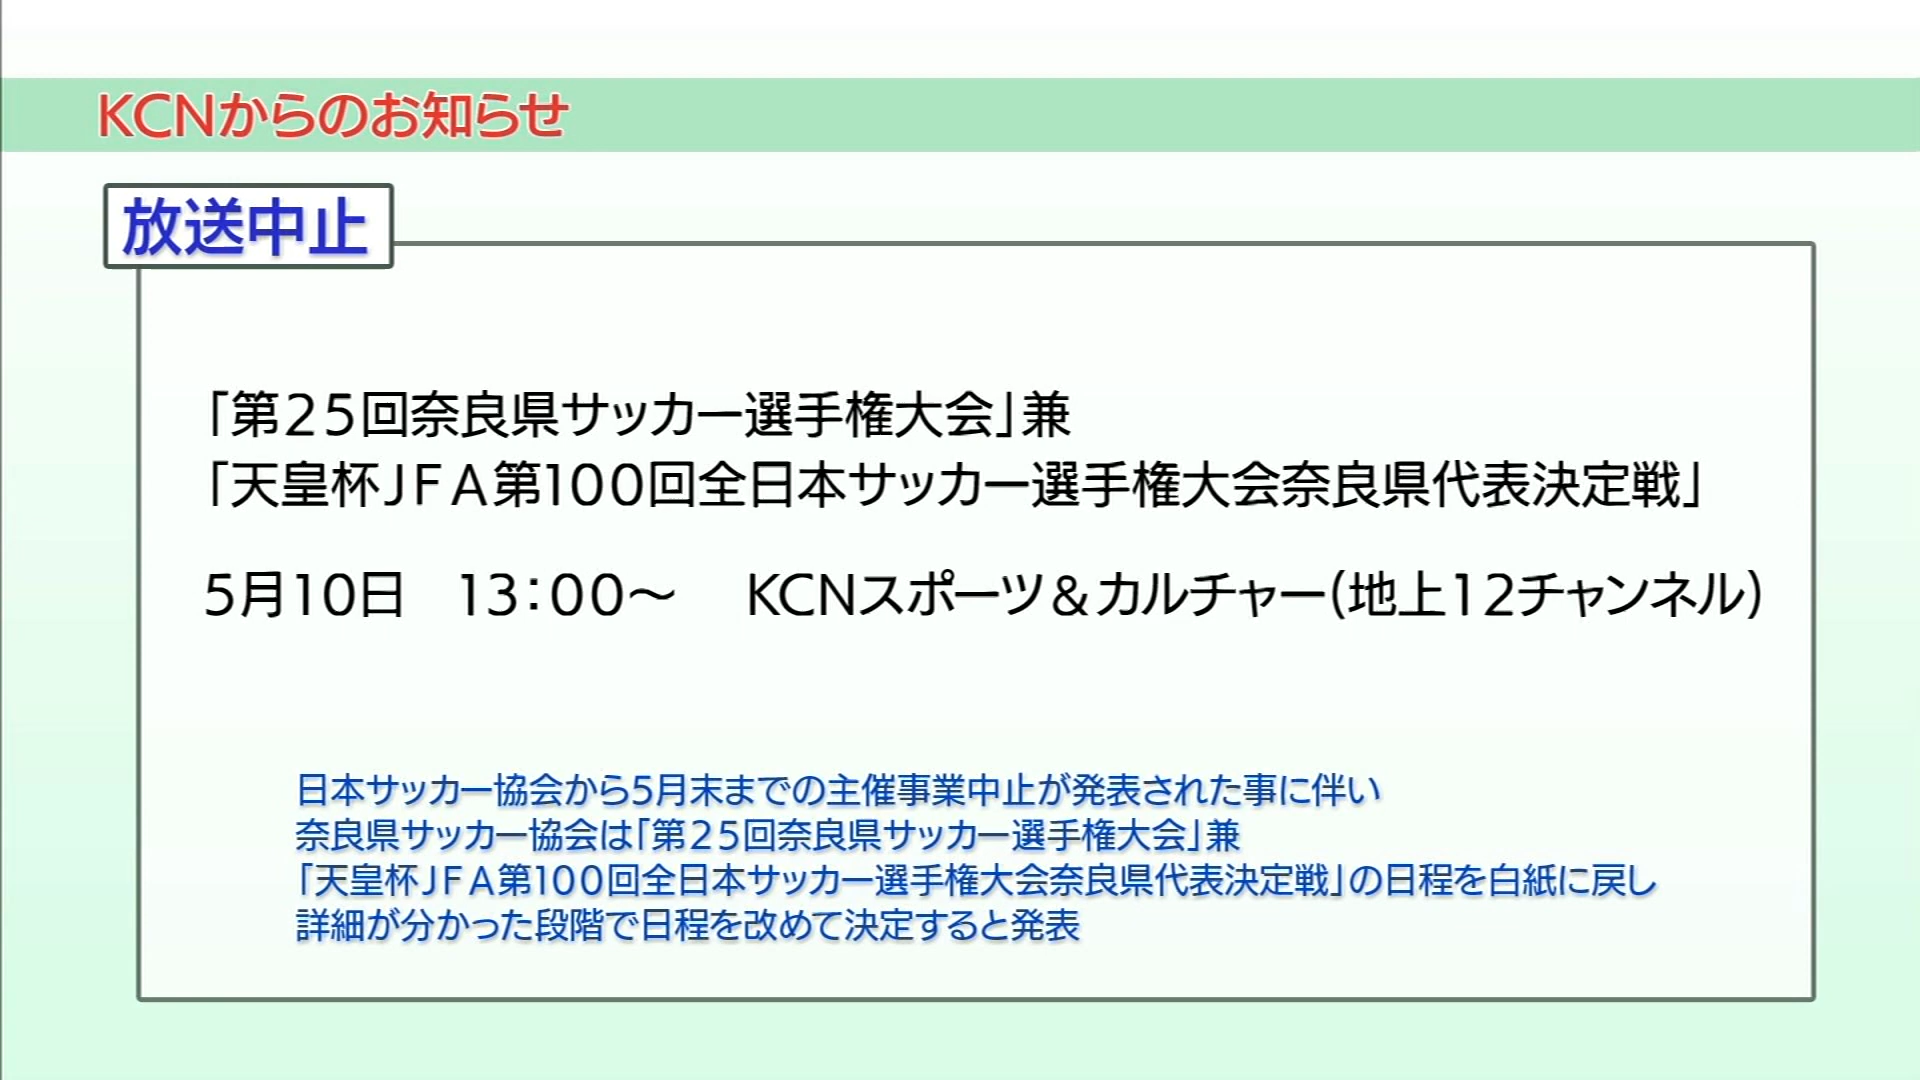 KCNからのお知らせ
放送中止
「第25回奈良県サッカー選手権大会」兼
「天皇杯JFA第100回全日本サッカー選手権大会奈良県代表決定戦」
5月10日　13:00～　KCNスポーツ＆カルチャー(地上12チャンネル)
日本サッカー協会から5月末までの主催事業中止が発表された事に伴い
奈良県サッカー協会は「第25回奈良県サッカー選手権大会」兼
「天皇杯JFA第100回全日本サッカー選手権大会奈良県代表決定戦」の日程を白紙に戻し
詳細が分かった段階で日程を改めて決定すると発表